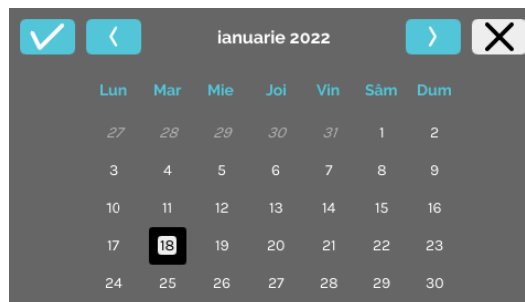 ianuarie 2022
Lun Mar Mie Joi Vin Sâm Dum
27 28 29 30 31 1 2
3 4 5 6 7 8 9
10 11 12 13 14 15 16
17 18 19 20 21 22 23
24 25 26 27 28 29 30